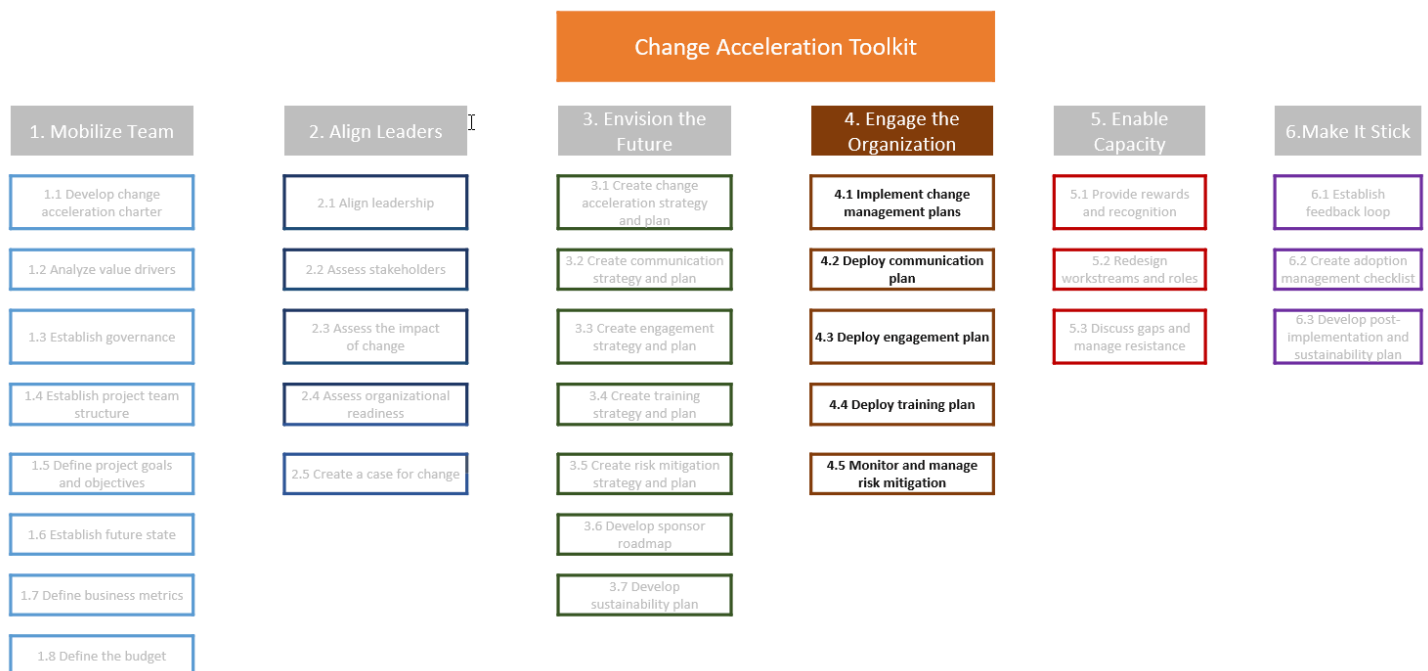 Change Acceleration Toolkit
1. Mobilize Team
1.1 Develop change
acceleration charter
1.2 Analyze value drivers
1.3 Establish governance
1.4 Establish project team
structure
1.5 Define project goals
and objectives
1.6 Establish future state
1.7 Define business metrics
1.8 Define the budget
2. Align Leaders
2.1 Align leadership
2.2 Assess stakeholders
2.3 Assess the impact
of change
2.4 Assess organizational
readiness
2.5 Create a case for change
3. Envision the
Future
3.1 Create change
acceleration strategy
and plan
3.2 Create communication
strategy and plan
3.3 Create engagement
strategy and plan
3.4 Create training
strategy and plan
3.5 Create risk mitigation
strategy and plan
3.6 Develop sponsor
roadmap
3.7 Develop
sustainability plan
4. Engage the
Organization
4.1 Implement change
management plans
4.2 Deploy communication
plan
4.3 Deploy engagement plan
4.4 Deploy training plan
4.5 Monitor and manage
risk mitigation
5. Enable
Capacity
5.1 Provide rewards
and recognition
5.2 Redesign
workstreams and roles
5.3 Discuss gaps and
manage resistance
6.Make It Stick
6.1 Establish
feedback loop
6.2 Create adoption
management checklist
6.3 Develop post-
implementation and
sustainability plan